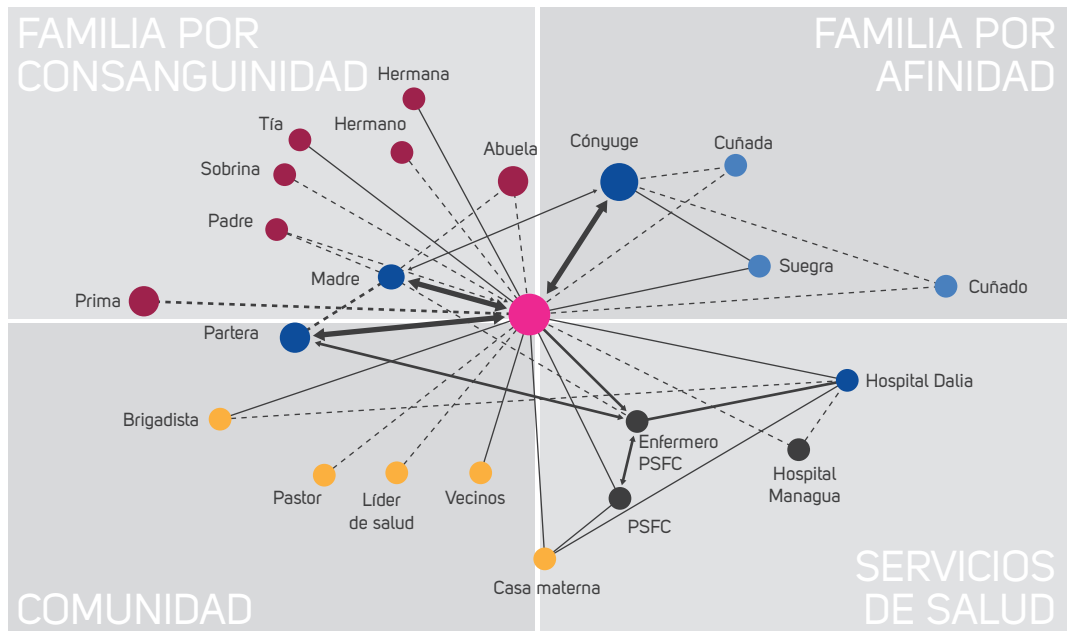 FAMILIA POR
CONSANGUINIDAD
FAMILIA POR
AFINIDAD
Hermana
Tía
Hermano
Abuela
Sobrina
Padre
Madre
Prima
Partera
Cónyuge
Cuñada
Suegra
Cuñado
Brigadista
Pastor
Líder
de salud
Vecinos
Casa materna
Hospital Dalia
Enfermero
PSFC
Hospital
Managua
PSFC
COMUNIDAD
SERVICIOS
DE SALUD